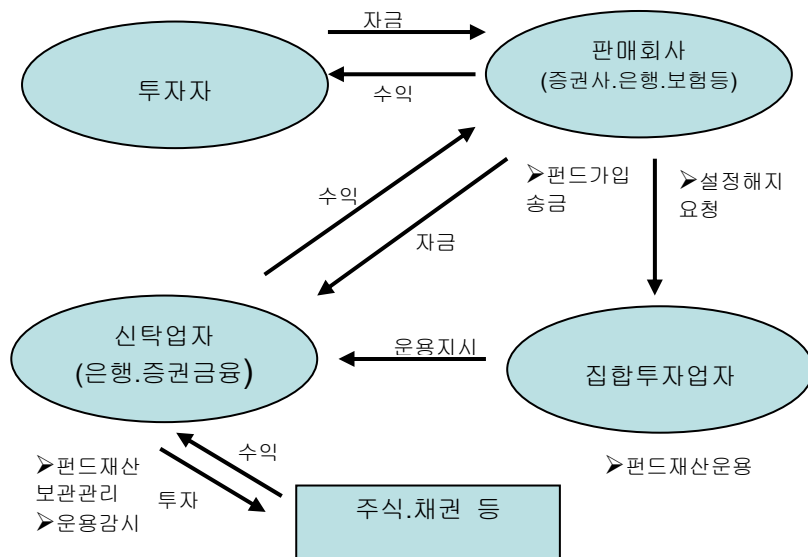 자금
판매회사
(증권사.은행.보험등)
투자자
수익
➢펀드가입
송금
➢설정해지
요청
수익
자금
신탁업자
(은행.증권금융)
운용지시
집합투자업자
➢펀드재산
보관관리
➢운용감시
수익
투자
➢펀드재산운용
주식.채권 등